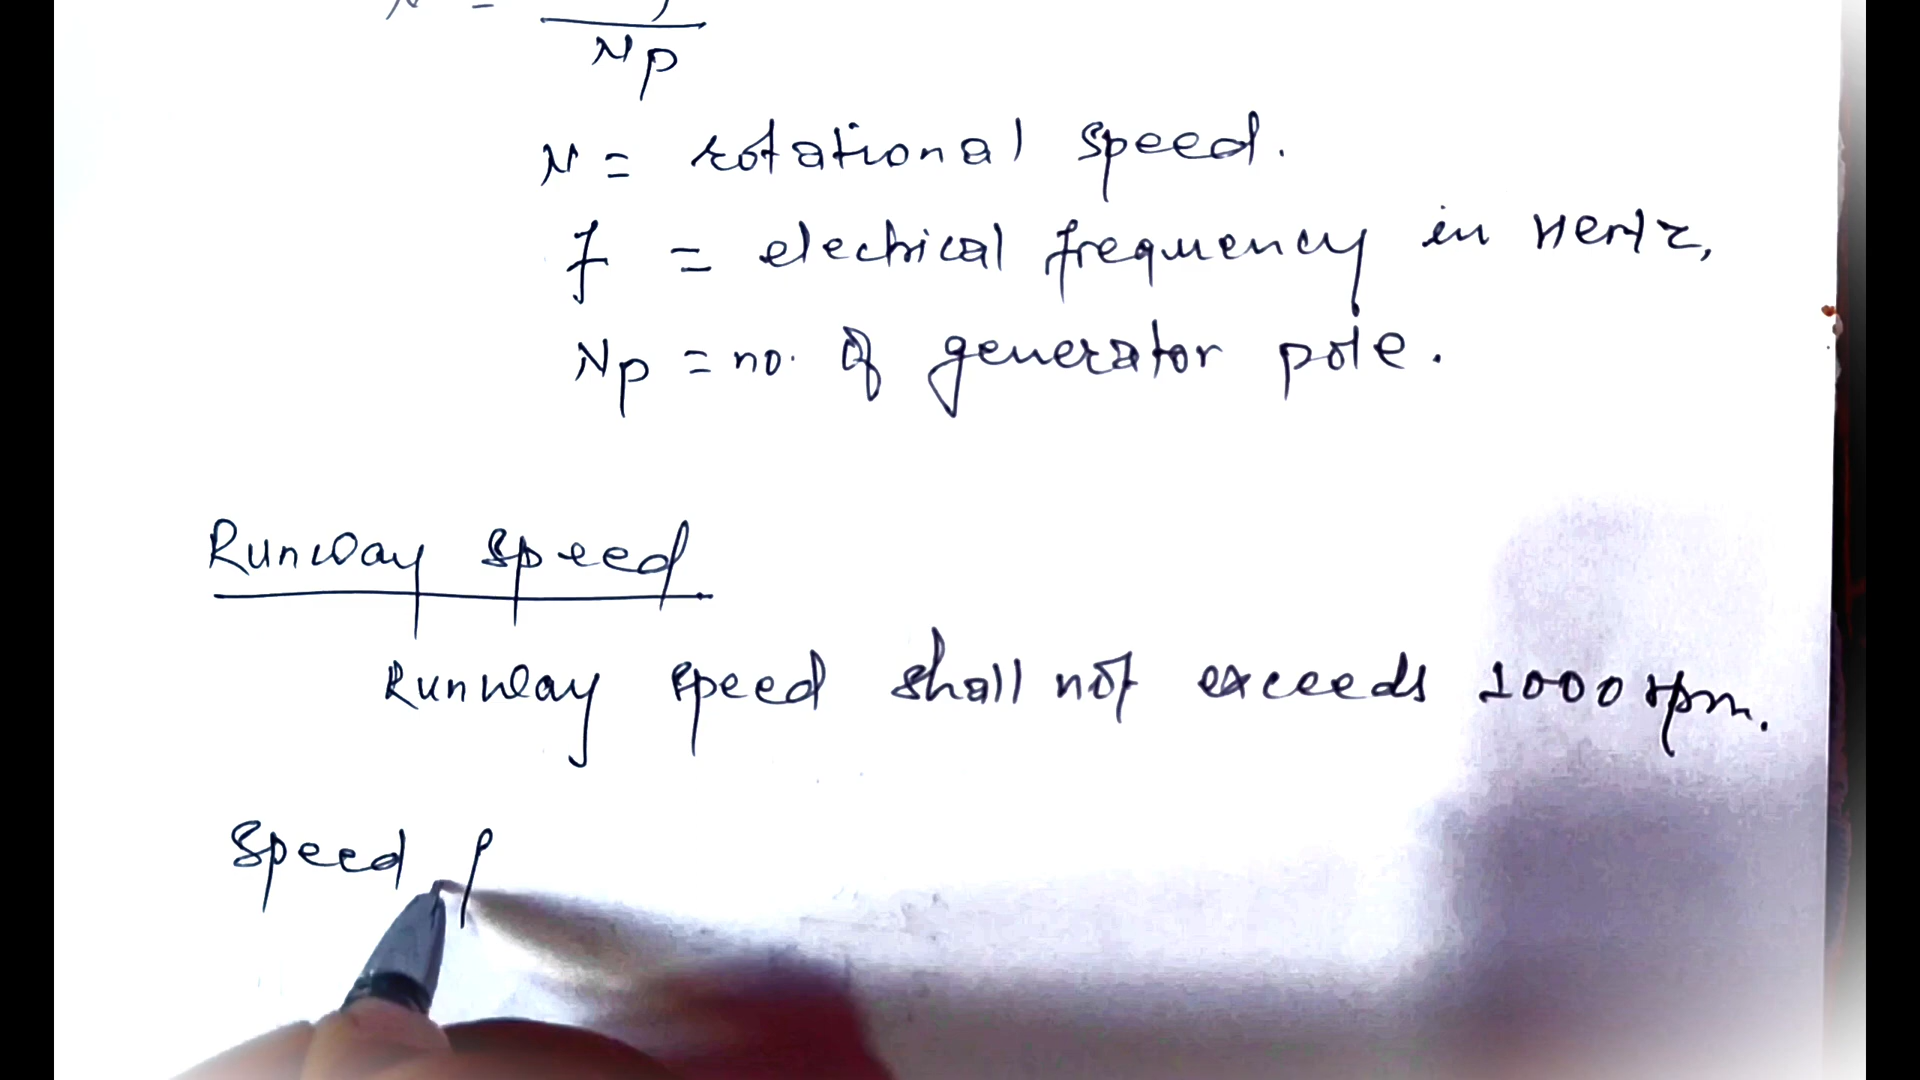 Np
N = rotational speed.
f = electrical frequency in Hertz,
Np = no. of generator pole.
Runway speed
Runway speed shall not exceeds 1000 rpm.
Speed